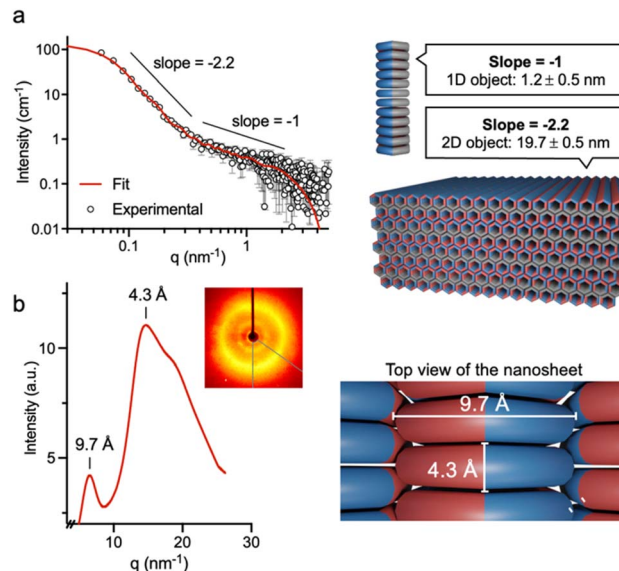 a
100
10
1
0.1
0.01
Intensity (cm⁻¹)
slope = -2.2
slope = -1
Fit
Experimental
0.1
1
q (nm⁻¹)
Slope = -1
1D object: 1.2 ± 0.5 nm
Slope = -2.2
2D object: 19.7 ± 0.5 nm
b
4.3 Å
10
5
Intensity (a.u.)
9.7 Å
10
20
30
q (nm⁻¹)
Top view of the nanosheet
9.7 Å
4.3 Å